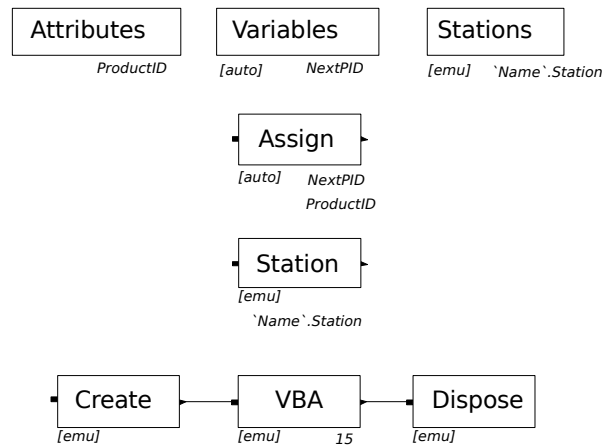 Attributes Variables Stations
ProductID [auto] NextPID [emu] `Name`.Station
Assign
[auto] NextPID
ProductID
Station
[emu]
`Name`.Station
Create VBA Dispose
[emu] [emu] 15 [emu]